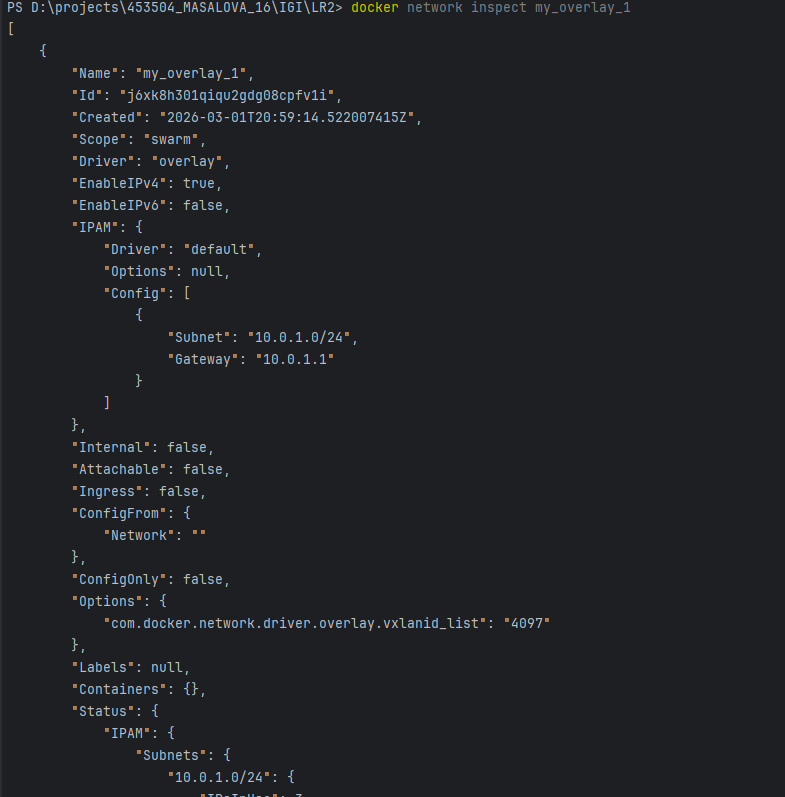 PS D:\projects\453504_MASALOVA_16\IGI\LR2> docker network inspect my_overlay_1
[
    {
        "Name": "my_overlay_1",
        "Id": "j6xk8h301qiqu2gdg08cpfv1i",
        "Created": "2026-03-01T20:59:14.522007415Z",
        "Scope": "swarm",
        "Driver": "overlay",
        "EnableIPv4": true,
        "EnableIPv6": false,
        "IPAM": {
            "Driver": "default",
            "Options": null,
            "Config": [
                {
                    "Subnet": "10.0.1.0/24",
                    "Gateway": "10.0.1.1"
                }
            ]
        },
        "Internal": false,
        "Attachable": false,
        "Ingress": false,
        "ConfigFrom": {
            "Network": ""
        },
        "ConfigOnly": false,
        "Options": {
            "com.docker.network.driver.overlay.vxlanid_list": "4097"
        },
        "Labels": null,
        "Containers": {},
        "Status": {
            "IPAM": {
                "Subnets": {
                    "10.0.1.0/24": {